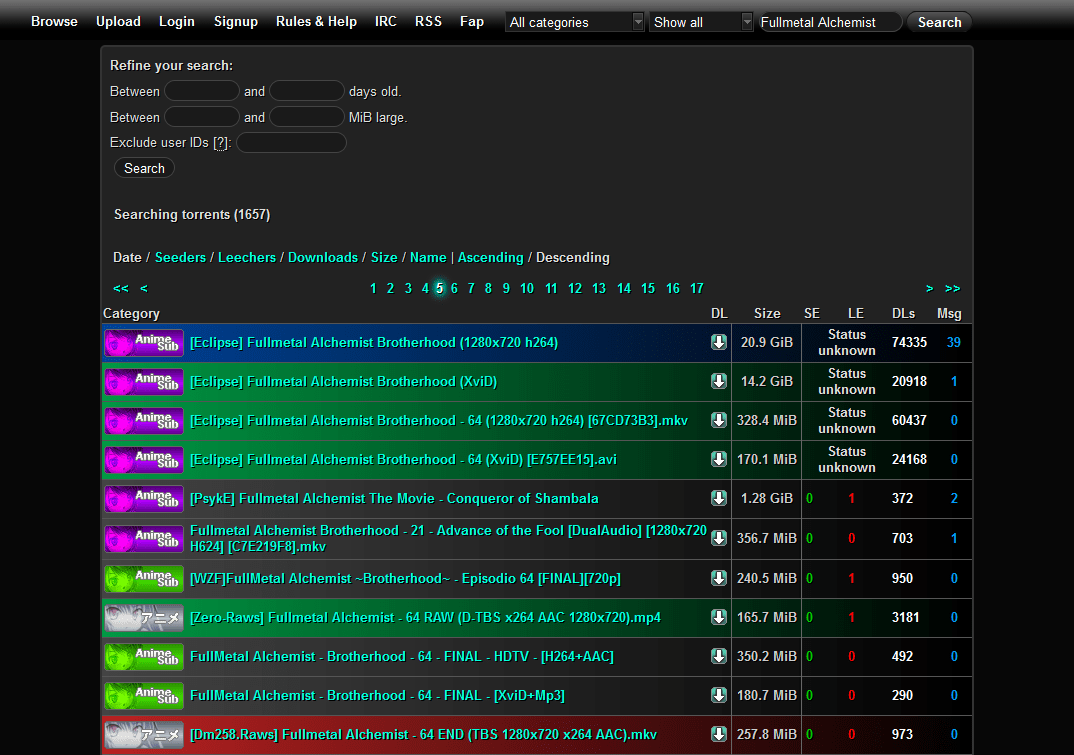 Browse Upload Login Signup Rules & Help IRC RSS Fap All categories Show all Fullmetal Alchemist Search
Refine your search:
Between and days old.
Between and MiB large.
Exclude user IDs [?]:
Search
Searching torrents (1657)
Date / Seeders / Leechers / Downloads / Size / Name | Ascending / Descending
<< < 1 2 3 4 5 6 7 8 9 10 11 12 13 14 15 16 17 > >>
Category DL Size SE LE DLs Msg
Anime Sub [Eclipse] Fullmetal Alchemist Brotherhood (1280x720 h264) 20.9 GiB Status unknown 74335 39
Anime Sub [Eclipse] Fullmetal Alchemist Brotherhood (XviD) 14.2 GiB Status unknown 20918 1
Anime Sub [Eclipse] Fullmetal Alchemist Brotherhood - 64 (1280x720 h264) [67CD73B3].mkv 328.4 MiB Status unknown 60437 0
Anime Sub [Eclipse] Fullmetal Alchemist Brotherhood - 64 (XviD) [E757EE15].avi 170.1 MiB Status unknown 24168 0
Anime Sub [PsykE] Fullmetal Alchemist The Movie - Conqueror of Shambala 1.28 GiB 0 1 372 2
Anime Sub Fullmetal Alchemist Brotherhood - 21 - Advance of the Fool [DualAudio] [1280x720
H624] [C7E219F8].mkv 356.7 MiB 0 0 703 1
Anime Sub [WZF]FullMetal Alchemist ~Brotherhood~ - Episodio 64 [FINAL][720p] 240.5 MiB 0 1 950 0
アニメ [Zero-Raws] Fullmetal Alchemist - 64 RAW (D-TBS x264 AAC 1280x720).mp4 165.7 MiB 0 1 3181 0
Anime Sub FullMetal Alchemist - Brotherhood - 64 - FINAL - HDTV - [H264+AAC] 350.2 MiB 0 0 492 0
Anime Sub FullMetal Alchemist - Brotherhood - 64 - FINAL - [XviD+Mp3] 180.7 MiB 0 0 290 0
アニメ [Dm258.Raws] Fullmetal Alchemist - 64 END (TBS 1280x720 x264 AAC).mkv 257.8 MiB 0 0 973 0